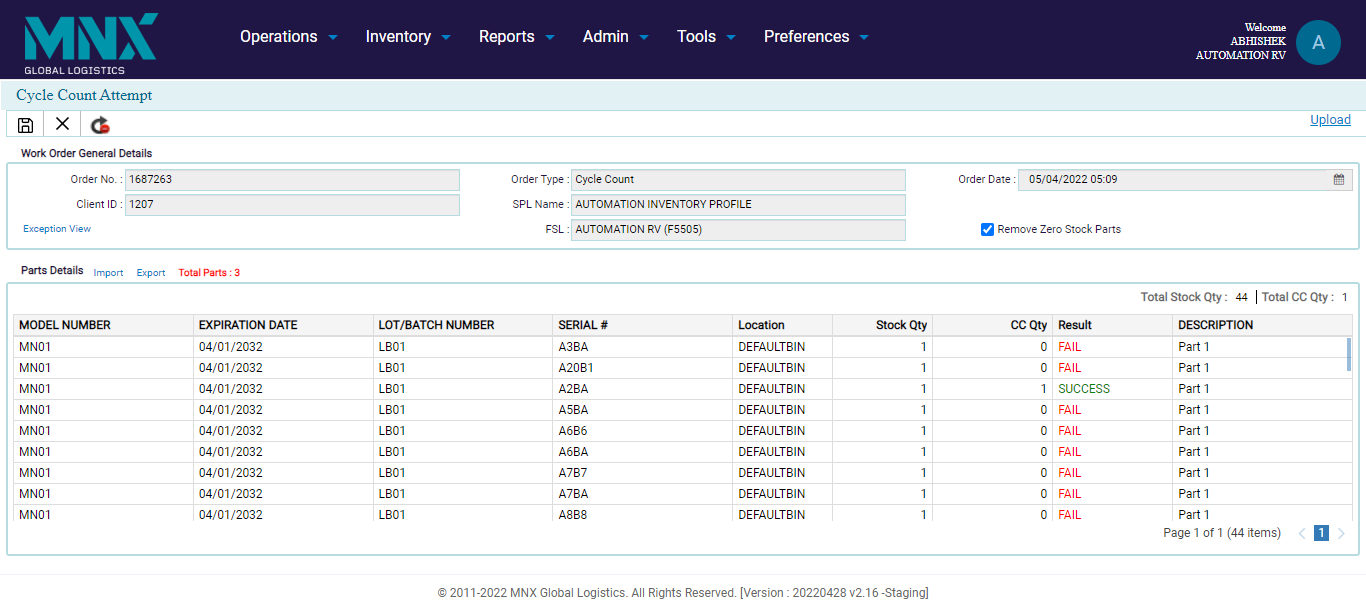 MNX
GLOBAL LOGISTICS
Operations Inventory Reports Admin Tools Preferences
Welcome
ABHISHEK
AUTOMATION RV
A
Cycle Count Attempt
Upload
Work Order General Details
Order No. : 1687263 Order Type : Cycle Count Order Date : 05/04/2022 05:09
Client ID : 1207 SPL Name : AUTOMATION INVENTORY PROFILE
Exception View FSL : AUTOMATION RV (F5505) Remove Zero Stock Parts
Parts Details Import Export Total Parts : 3
Total Stock Qty : 44 | Total CC Qty : 1
MODEL NUMBER EXPIRATION DATE LOT/BATCH NUMBER SERIAL # Location Stock Qty CC Qty Result DESCRIPTION
MN01 04/01/2032 LB01 A3BA DEFAULTBIN 1 0 FAIL Part 1
MN01 04/01/2032 LB01 A20B1 DEFAULTBIN 1 0 FAIL Part 1
MN01 04/01/2032 LB01 A2BA DEFAULTBIN 1 1 SUCCESS Part 1
MN01 04/01/2032 LB01 A5BA DEFAULTBIN 1 0 FAIL Part 1
MN01 04/01/2032 LB01 A6B6 DEFAULTBIN 1 0 FAIL Part 1
MN01 04/01/2032 LB01 A6BA DEFAULTBIN 1 0 FAIL Part 1
MN01 04/01/2032 LB01 A7B7 DEFAULTBIN 1 0 FAIL Part 1
MN01 04/01/2032 LB01 A7BA DEFAULTBIN 1 0 FAIL Part 1
MN01 04/01/2032 LB01 A8B8 DEFAULTBIN 1 0 FAIL Part 1
Page 1 of 1 (44 items) 1
© 2011-2022 MNX Global Logistics. All Rights Reserved. [Version : 20220428 v2.16 -Staging]